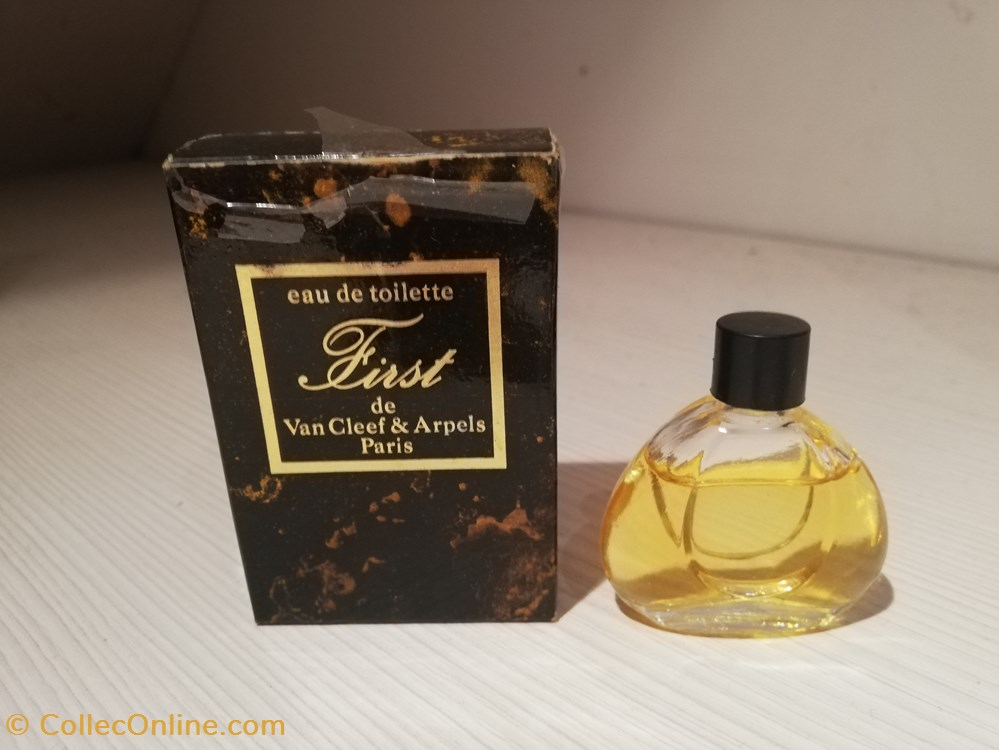 eau de toilette
First
de
Van Cleef & Arpels
Paris
© CollecOnline.com